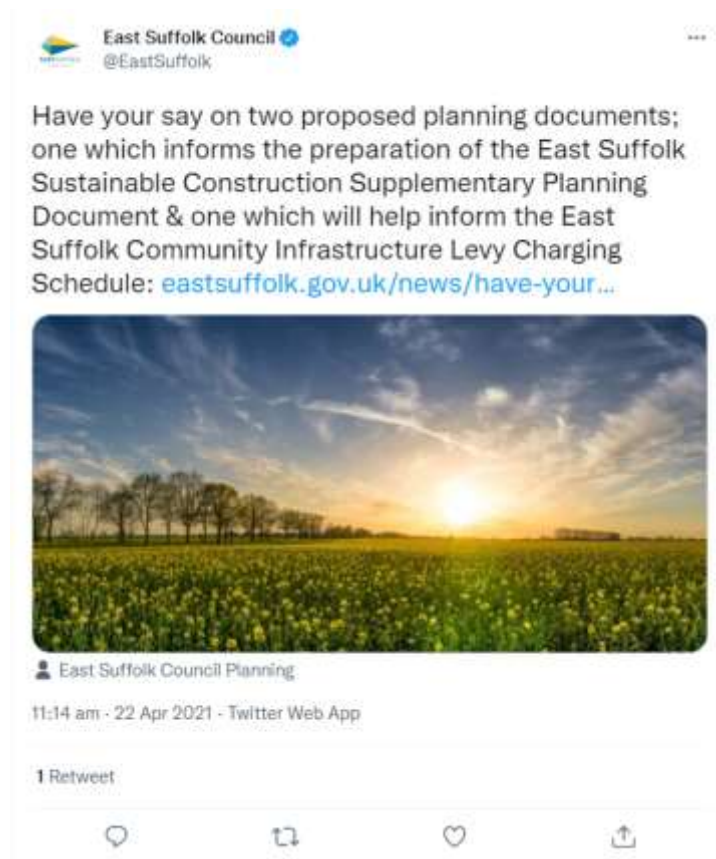 East Suffolk Council
@EastSuffolk
Have your say on two proposed planning documents;
one which informs the preparation of the East Suffolk
Sustainable Construction Supplementary Planning
Document & one which will help inform the East
Suffolk Community Infrastructure Levy Charging
Schedule: eastsuffolk.gov.uk/news/have-your...
East Suffolk Council Planning
11:14 am · 22 Apr 2021 · Twitter Web App
1 Retweet